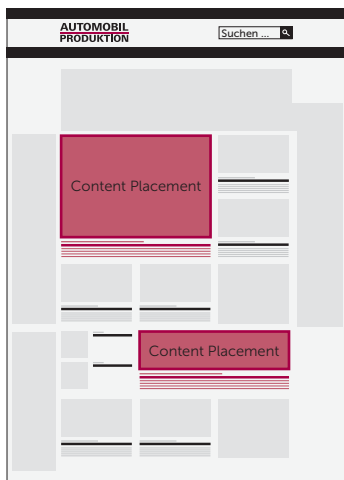 AUTOMOBIL
PRODUKTION
Suchen ...
Content Placement
Content Placement